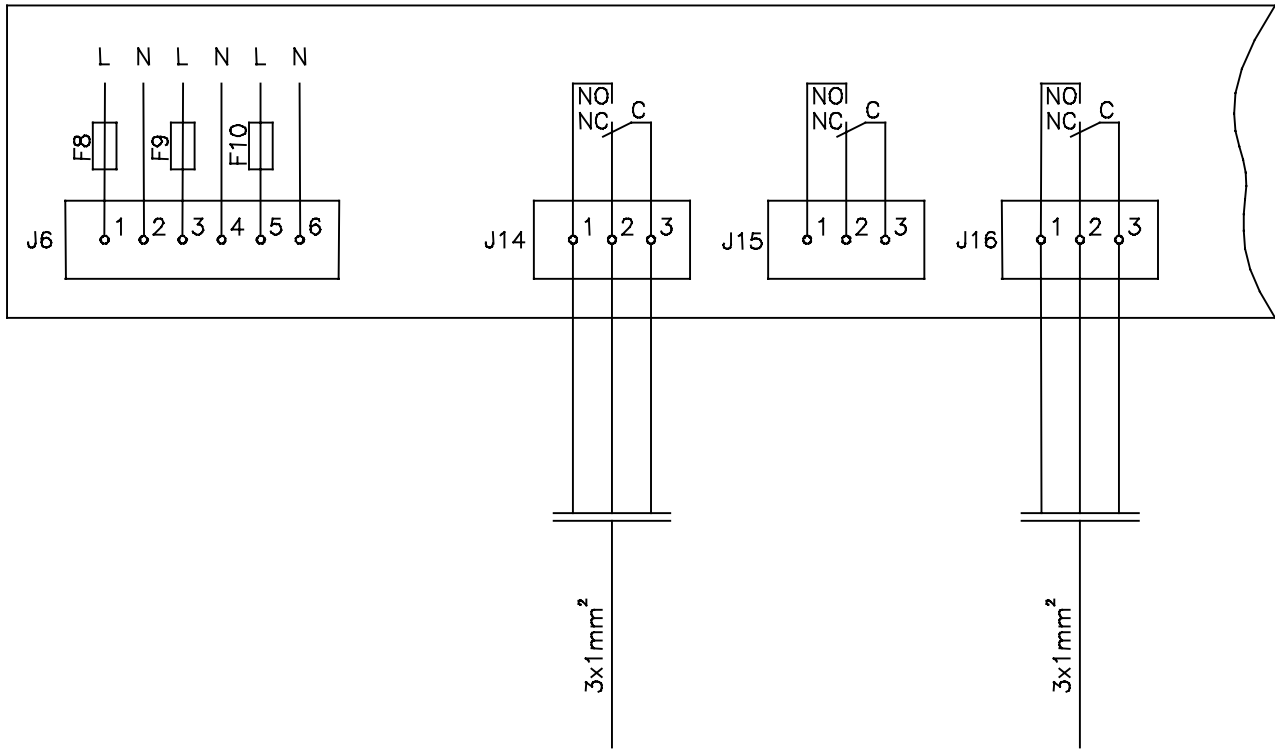 L N L N L N
NO NO NO
NC C NC C NC C
F8 F9 F10
J6 1 2 3 4 5 6
J14 1 2 3
J15 1 2 3
J16 1 2 3
3x1mm²
3x1mm²